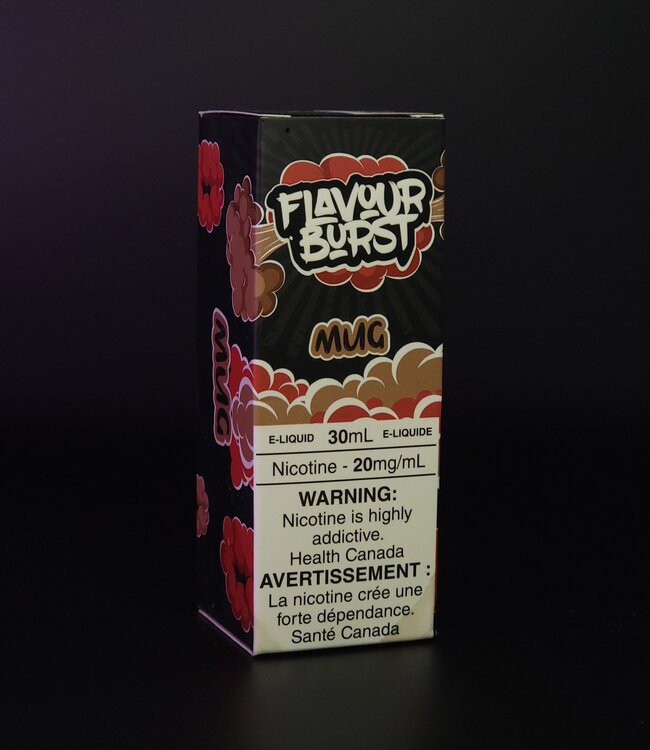 FLAVOUR
BURST
MUG
MUG
E-LIQUID 30mL E-LIQUIDE
Nicotine - 20mg/mL
WARNING:
Nicotine is highly
addictive.
Health Canada
AVERTISSEMENT :
La nicotine crée une
forte dépendance.
Santé Canada